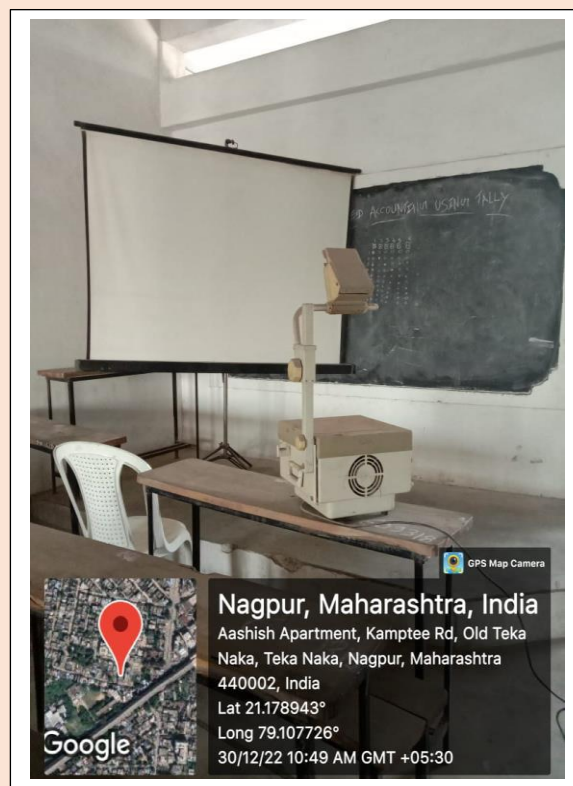 ACCOUNTING USING TALLY
GPS Map Camera
Nagpur, Maharashtra, India
Aashish Apartment, Kamptee Rd, Old Teka
Naka, Teka Naka, Nagpur, Maharashtra
440002, India
Lat 21.178943°
Long 79.107726°
30/12/22 10:49 AM GMT +05:30
Google